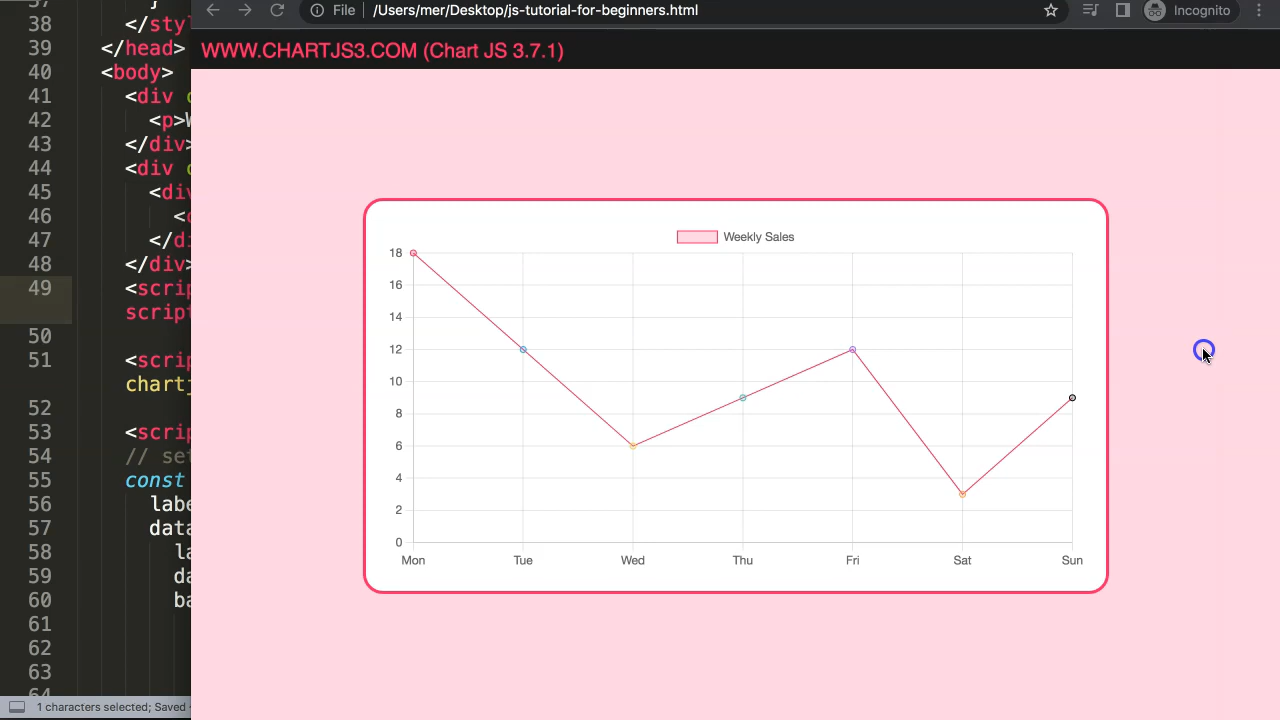 File
/Users/mer/Desktop/js-tutorial-for-beginners.html
Incognito
WWW.CHARTJS3.COM (Chart JS 3.7.1)
Weekly Sales
18
16
14
12
10
8
6
4
2
0
Mon Tue Wed Thu Fri Sat Sun
37 }
38 </sty
39 </head>
40 <body>
41 <div
42 <p>W
43 </div>
44 <div
45 <div
46 <c
47 </di
48 </div>
49 <scrip
script
50
51 <scrip
chartj
52
53 <scrip
54 // set
55 const
56 labe
57 data
58 la
59 da
60 ba
61
62
63
64
1 characters selected; Saved